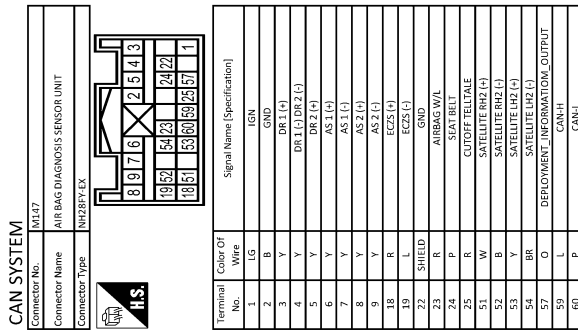 CAN SYSTEM
Connector No. M147
Connector Name AIR BAG DIAGNOSIS SENSOR UNIT
Connector Type NH28FY-EX
H.S.
8 9 7 6 2 5 4 3
19 52 54 23 24 22
18 51 53 60 59 25 57 1
Terminal No. Color Of Wire Signal Name [Specification]
1 LG IGN
2 B GND
3 Y DR 1 (+)
4 Y DR 1 (-) DR 2 (-)
5 Y DR 2 (+)
6 Y AS 1 (+)
7 Y AS 1 (-)
8 Y AS 2 (+)
9 Y AS 2 (-)
18 R ECZS (+)
19 L ECZS (-)
22 SHIELD GND
23 R AIRBAG W/L
24 P SEAT BELT
25 R CUTOFF TELLTALE
51 W SATELLITE RH2 (+)
52 B SATELLITE RH2 (-)
53 Y SATELLITE LH2 (+)
54 BR SATELLITE LH2 (-)
57 O DEPLOYMENT_INFORMATIOM_OUTPUT
59 L CAN-H
60 P CAN-L